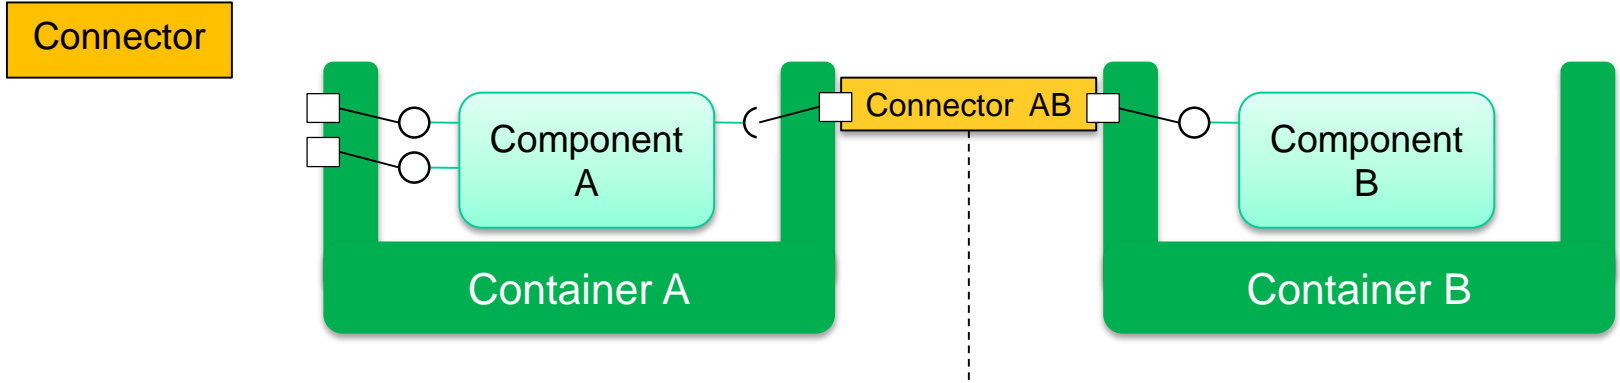 Connector
Component
A
Connector AB
Component
B
Container A
Container B